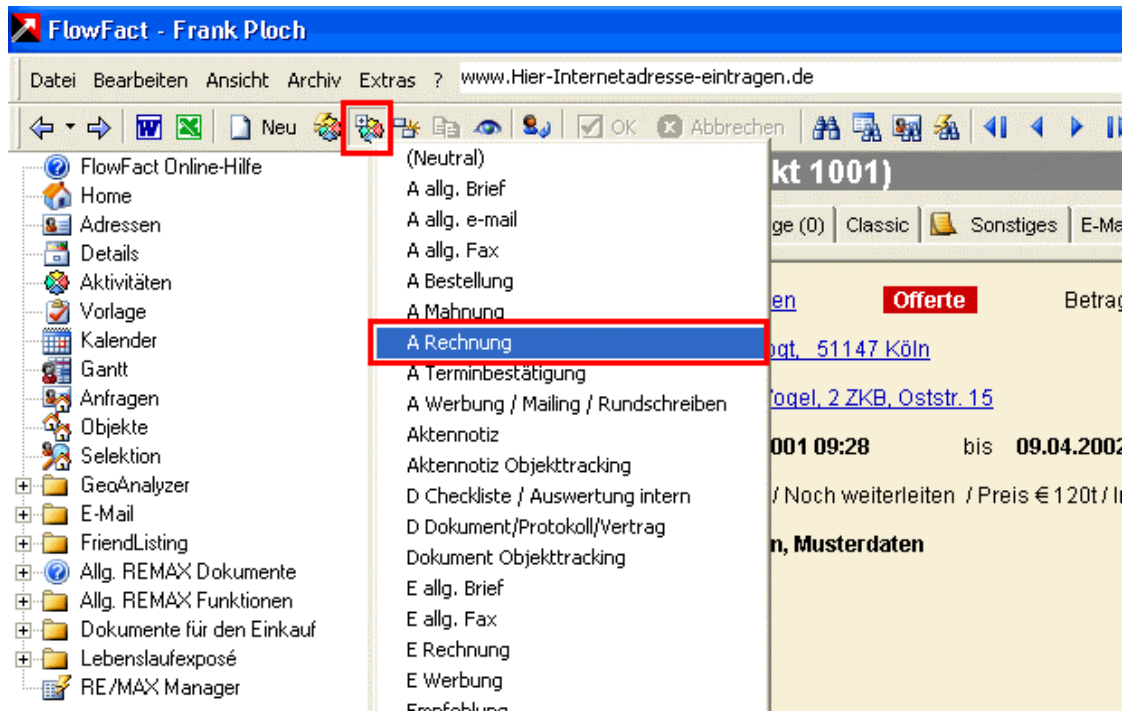 FlowFact - Frank Ploch
Datei Bearbeiten Ansicht Archiv Extras ? www.Hier-Internetadresse-eintragen.de
Neu OK Abbrechen
FlowFact Online-Hilfe
Home
Adressen
Details
Aktivitäten
Vorlage
Kalender
Gantt
Anfragen
Objekte
Selektion
GeoAnalyzer
E-Mail
FriendListing
Allg. REMAX Dokumente
Allg. REMAX Funktionen
Dokumente für den Einkauf
Lebenslaufexposé
RE/MAX Manager
(Neutral)
A allg. Brief
A allg. e-mail
A allg. Fax
A Bestellung
A Mahnung
A Rechnung
A Terminbestätigung
A Werbung / Mailing / Rundschreiben
Aktennotiz
Aktennotiz Objekttracking
D Checkliste / Auswertung intern
D Dokument/Protokoll/Vertrag
Dokument Objekttracking
E allg. Brief
E allg. Fax
E Rechnung
E Werbung
Empfehlung
kt 1001)
ge (0) Classic Sonstiges E-Ma
en Offerte Betrag
ogt, 51147 Köln
Vogel, 2 ZKB, Oststr. 15
001 09:28 bis 09.04.2002
/ Noch weiterleiten / Preis € 120t / I
n, Musterdaten